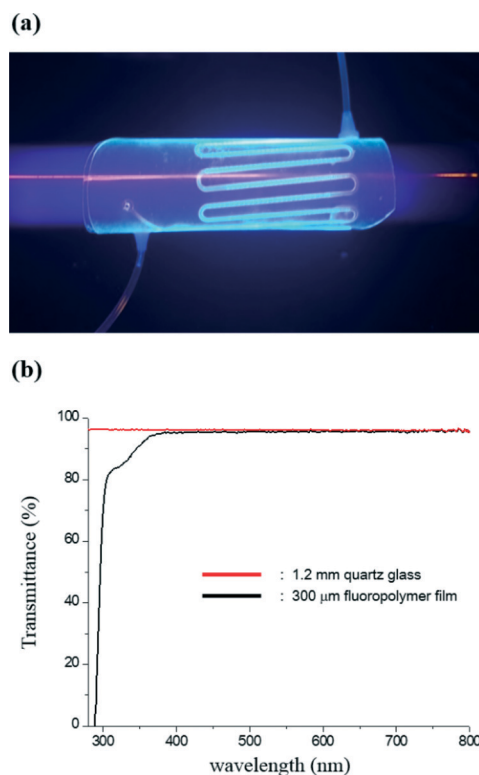 (a)
(b)
100
80
60
40
20
0
Transmittance (%)
: 1.2 mm quartz glass
: 300 μm fluoropolymer film
300 400 500 600 700 800
wavelength (nm)